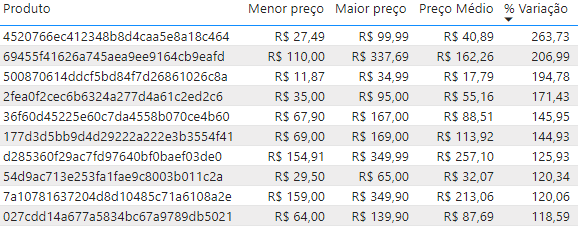 Produto Menor preço Maior preço Preço Médio % Variação
4520766ec412348b8d4caa5e8a18c464 R$ 27,49 R$ 99,99 R$ 40,89 263,73
69455f41626a745aea9ee9164cb9eafd R$ 110,00 R$ 337,69 R$ 162,26 206,99
500870614ddcf5bd84f7d26861026c8a R$ 11,87 R$ 34,99 R$ 17,79 194,78
2fea0f2cec6b6324a277d4a61c2ed2c6 R$ 35,00 R$ 95,00 R$ 55,16 171,43
36f60d45225e60c7da4558b070ce4b60 R$ 67,90 R$ 167,00 R$ 88,51 145,95
177d3d5bb9d4d29222a222e3b3554f41 R$ 69,00 R$ 169,00 R$ 113,92 144,93
d285360f29ac7fd97640bf0baef03de0 R$ 154,91 R$ 349,99 R$ 257,10 125,93
54d9ac713e253fa1fae9c8003b011c2a R$ 29,50 R$ 65,00 R$ 32,07 120,34
7a10781637204d8d10485c71a6108a2e R$ 159,00 R$ 349,90 R$ 213,06 120,06
027cdd14a677a5834bc67a9789db5021 R$ 64,00 R$ 139,90 R$ 87,69 118,59